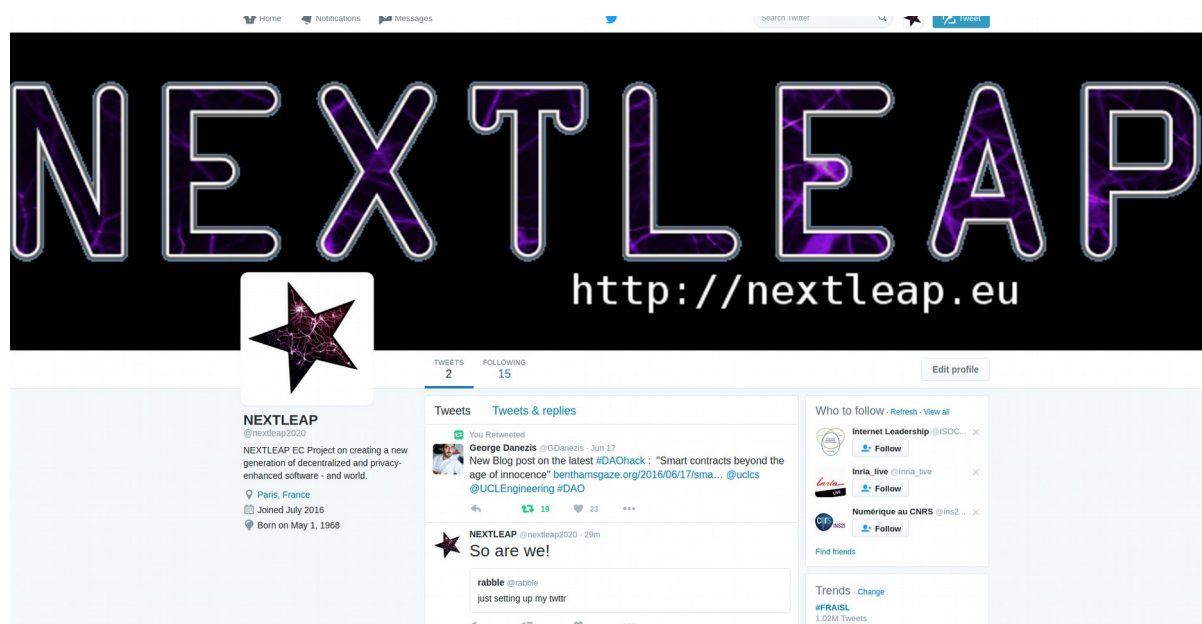 Home Notifications Messages Search Twitter Tweet
NEXTLEAP
http://nextleap.eu
TWEETS
2
FOLLOWING
15
Edit profile
NEXTLEAP
@nextleap2020
NEXTLEAP EC Project on creating a new
generation of decentralized and privacy-
enhanced software - and world.
Paris, France
Joined July 2016
Born on May 1, 1968
Tweets Tweets & replies
You Retweeted
George Danezis @GDanezis · Jun 17
New Blog post on the latest #DAOhack : "Smart contracts beyond the
age of innocence" benthamsgaze.org/2016/06/17/sma... @uclcs
@UCLEngineering #DAO
19 23
NEXTLEAP @nextleap2020 · 29m
So are we!
rabble @rabble
just setting up my twttr
Who to follow · Refresh · View all
Internet Leadership @ISOC...
Follow
Inria
LIVE
Inria_live @Inria_live
Follow
cnrs INS2I
Numérique au CNRS @ins2...
Follow
Find friends
Trends · Change
#FRAISL
1.02M Tweets